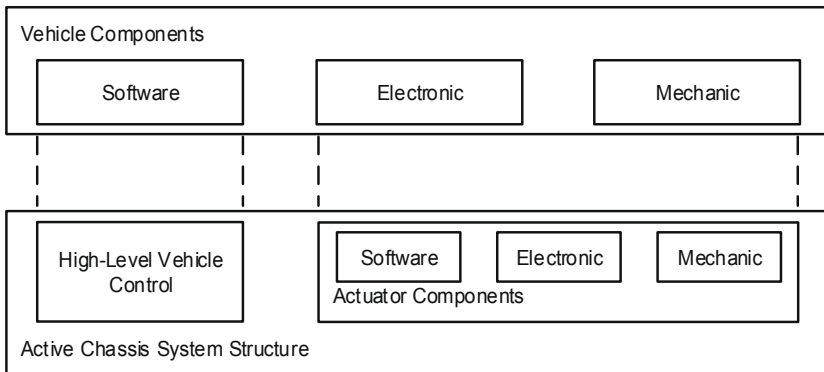 Vehicle Components
Software
Electronic
Mechanic
High-Level Vehicle
Control
Software
Electronic
Mechanic
Actuator Components
Active Chassis System Structure